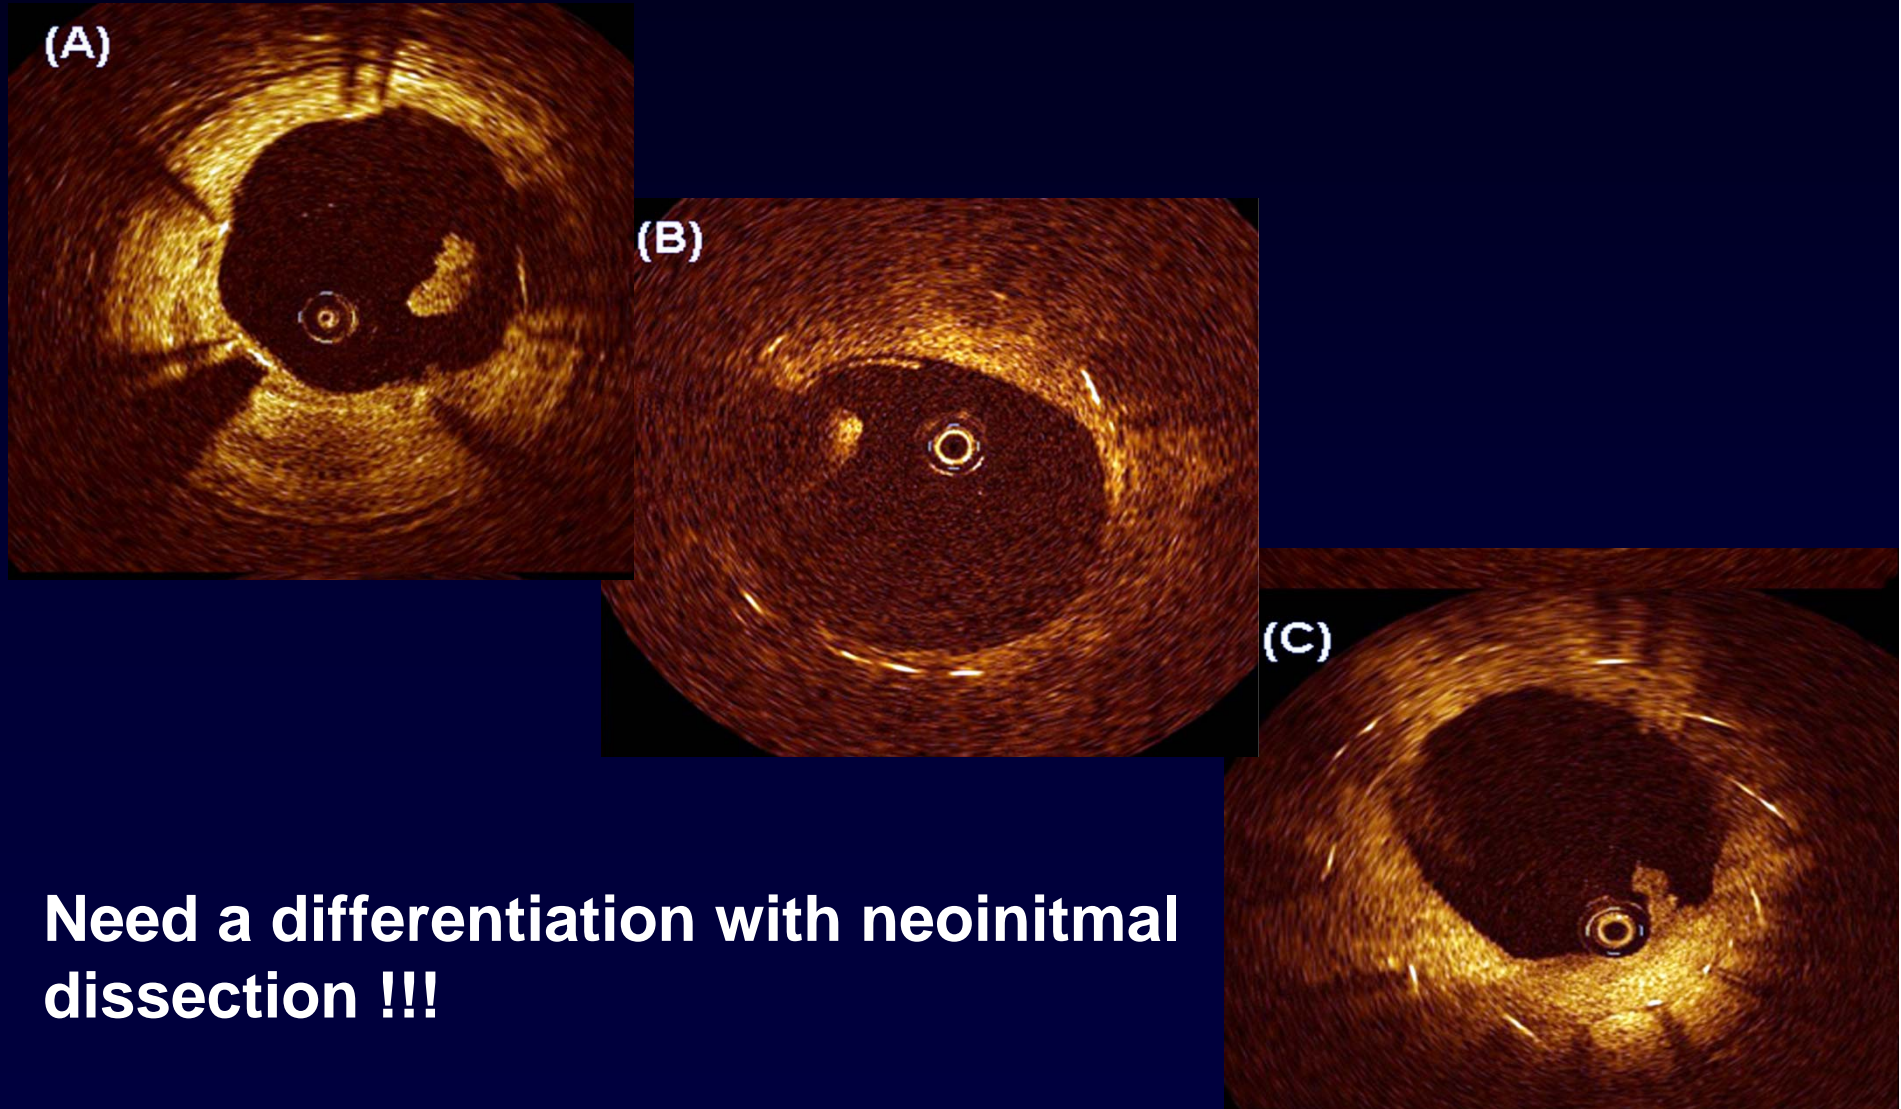 (A)
(B)
(C)
Need a differentiation with neoinitmal
dissection !!!